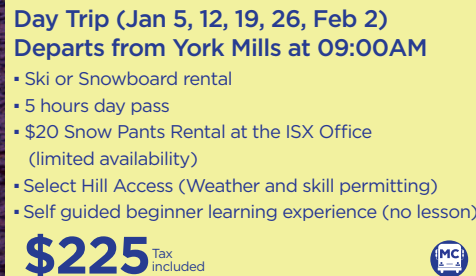 Day Trip (Jan 5, 12, 19, 26, Feb 2)
Departs from York Mills at 09:00AM
▪ Ski or Snowboard rental
▪ 5 hours day pass
▪ $20 Snow Pants Rental at the ISX Office
(limited availability)
▪ Select Hill Access (Weather and skill permitting)
▪ Self guided beginner learning experience (no lesson)
$225 Tax
included
MC